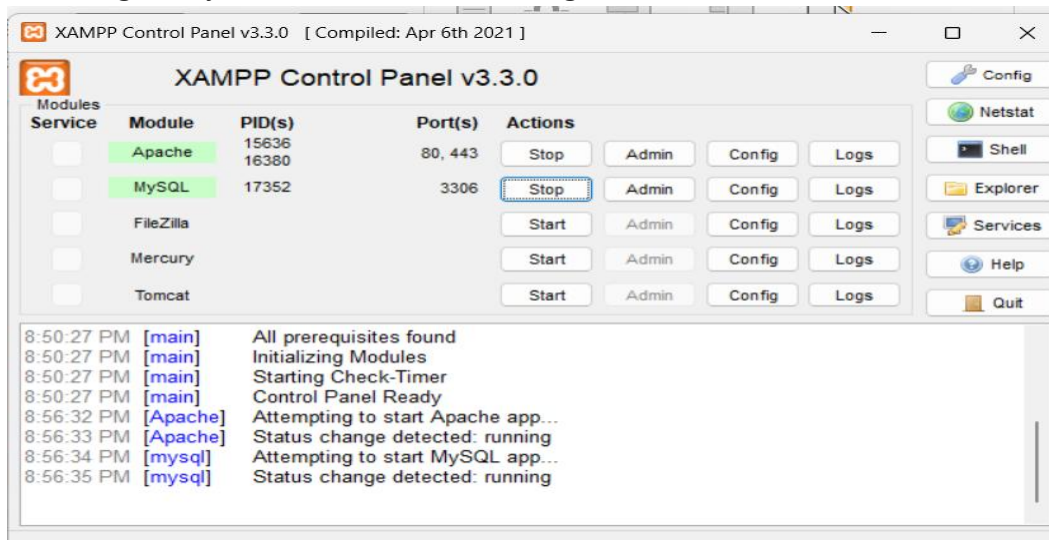 XAMPP Control Panel v3.3.0 [ Compiled: Apr 6th 2021 ]
XAMPP Control Panel v3.3.0
Config
Modules
Service Module PID(s) Port(s) Actions
Netstat
Apache 15636 16380 80, 443 Stop Admin Config Logs
Shell
MySQL 17352 3306 Stop Admin Config Logs
Explorer
FileZilla Start Admin Config Logs
Services
Mercury Start Admin Config Logs
Help
Tomcat Start Admin Config Logs
Quit
8:50:27 PM [main] All prerequisites found
8:50:27 PM [main] Initializing Modules
8:50:27 PM [main] Starting Check-Timer
8:50:27 PM [main] Control Panel Ready
8:56:32 PM [Apache] Attempting to start Apache app...
8:56:33 PM [Apache] Status change detected: running
8:56:34 PM [mysql] Attempting to start MySQL app...
8:56:35 PM [mysql] Status change detected: running